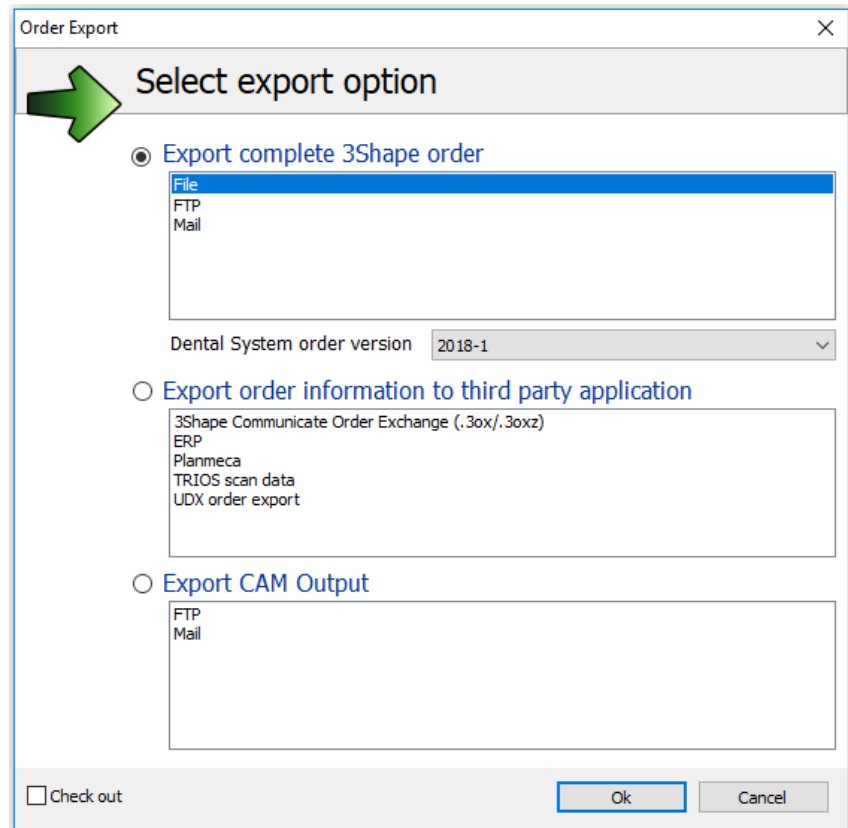 Order Export
Select export option
Export complete 3Shape order
File
FTP
Mail
Dental System order version 2018-1
Export order information to third party application
3Shape Communicate Order Exchange (.3ox/.3oxz)
ERP
Planmeca
TRIOS scan data
UDX order export
Export CAM Output
FTP
Mail
Check out Ok Cancel